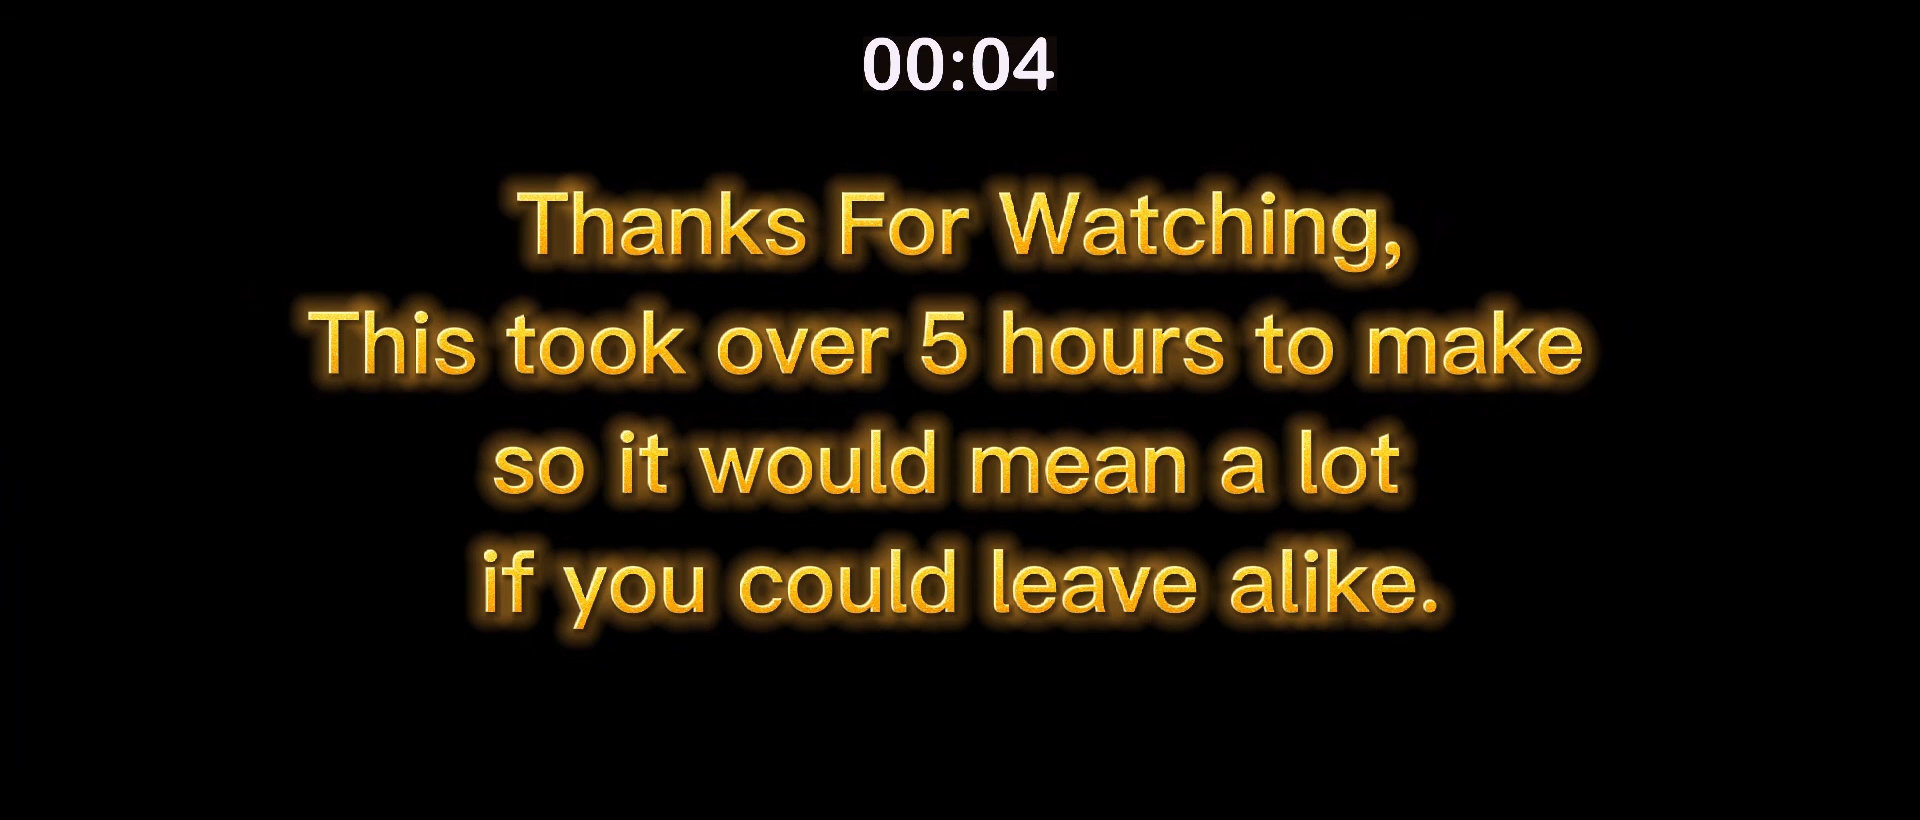 00:04
Thanks For Watching,
This took over 5 hours to make
so it would mean a lot
if you could leave alike.